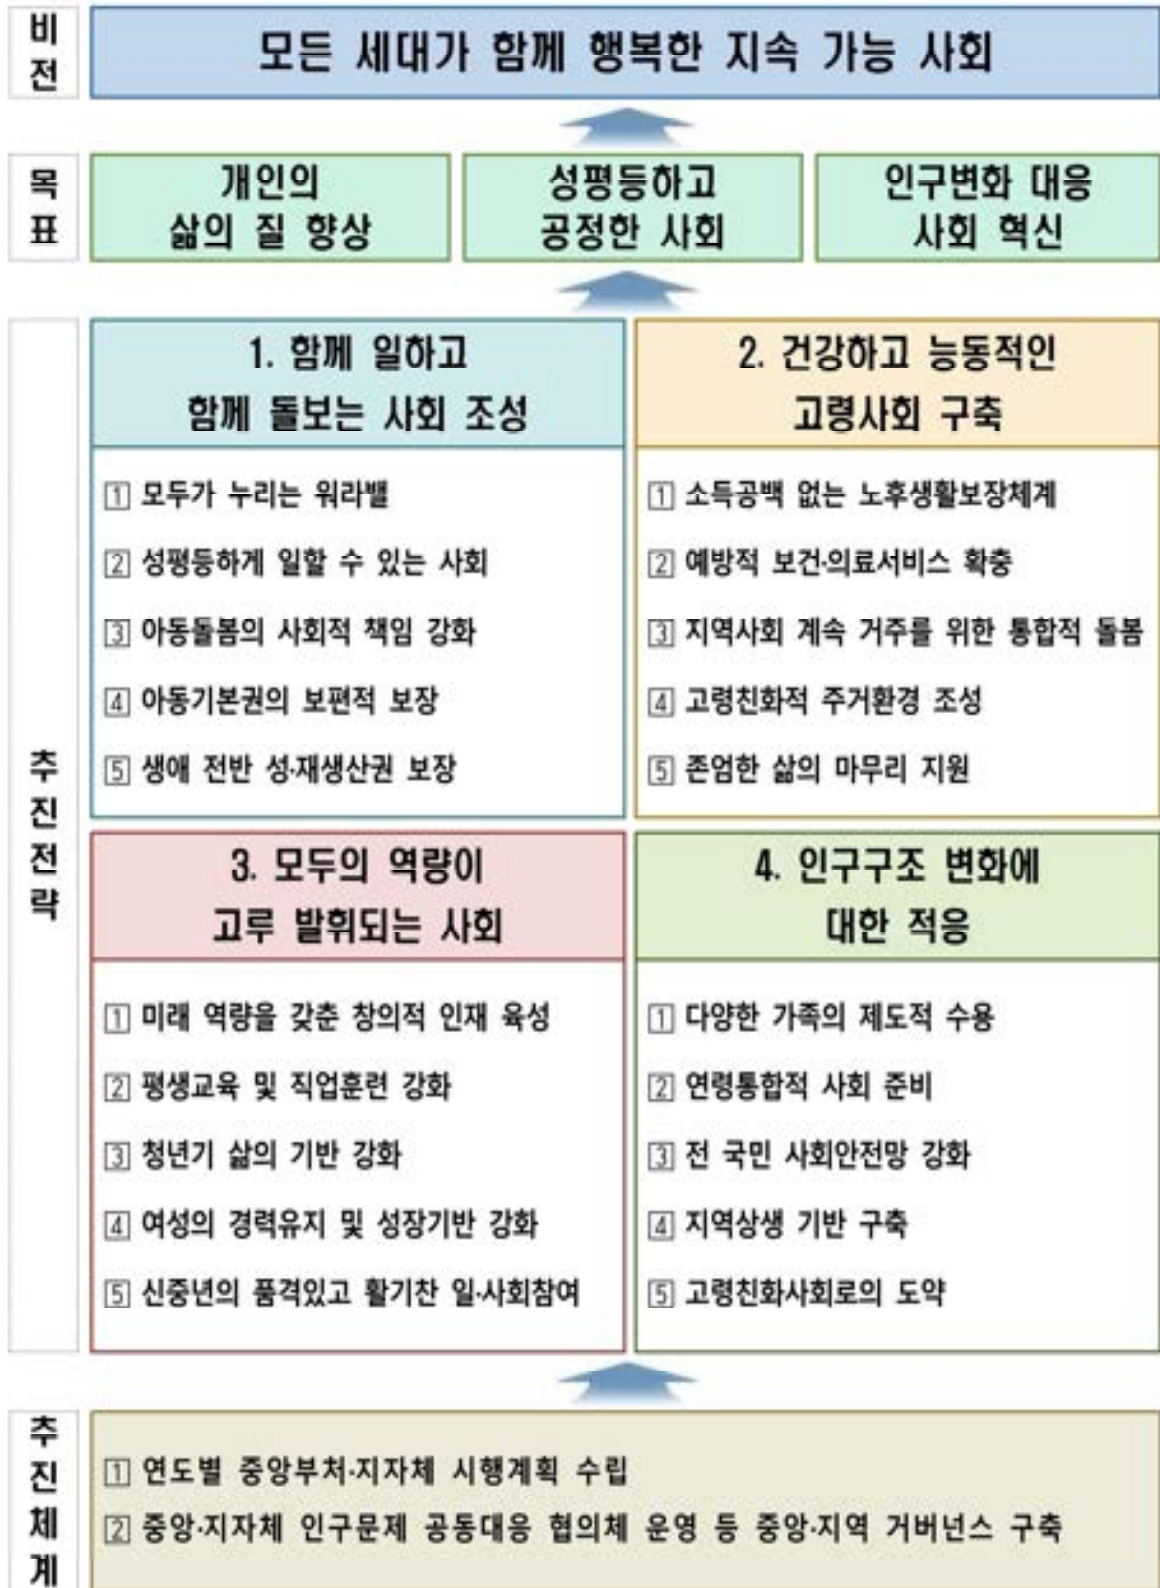 비전
모든 세대가 함께 행복한 지속 가능 사회
목표
개인의
삶의 질 향상
성평등하고
공정한 사회
인구변화 대응
사회 혁신
추진전략
1. 함께 일하고
함께 돌보는 사회 조성
1 모두가 누리는 워라밸
2 성평등하게 일할 수 있는 사회
3 아동돌봄의 사회적 책임 강화
4 아동기본권의 보편적 보장
5 생애 전반 성·재생산권 보장
2. 건강하고 능동적인
고령사회 구축
1 소득공백 없는 노후생활보장체계
2 예방적 보건·의료서비스 확충
3 지역사회 계속 거주를 위한 통합적 돌봄
4 고령친화적 주거환경 조성
5 존엄한 삶의 마무리 지원
3. 모두의 역량이
고루 발휘되는 사회
1 미래 역량을 갖춘 창의적 인재 육성
2 평생교육 및 직업훈련 강화
3 청년기 삶의 기반 강화
4 여성의 경력유지 및 성장기반 강화
5 신중년의 품격있고 활기찬 일·사회참여
4. 인구구조 변화에
대한 적응
1 다양한 가족의 제도적 수용
2 연령통합적 사회 준비
3 전 국민 사회안전망 강화
4 지역상생 기반 구축
5 고령친화사회로의 도약
추진체계
1 연도별 중앙부처·지자체 시행계획 수립
2 중앙·지자체 인구문제 공동대응 협의체 운영 등 중앙·지역 거버넌스 구축